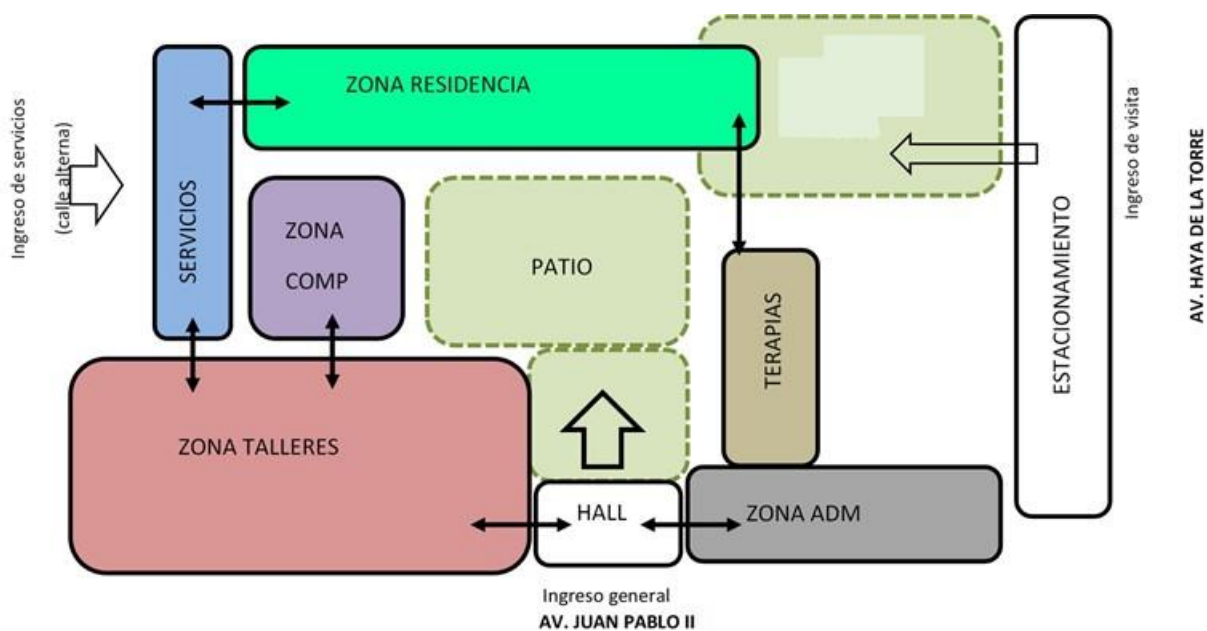 Ingreso de servicios
(calle alterna)
SERVICIOS
ZONA RESIDENCIA
ZONA
COMP
PATIO
TERAPIAS
ESTACIONAMIENTO
Ingreso de visita
AV. HAYA DE LA TORRE
ZONA TALLERES
HALL
ZONA ADM
Ingreso general
AV. JUAN PABLO II